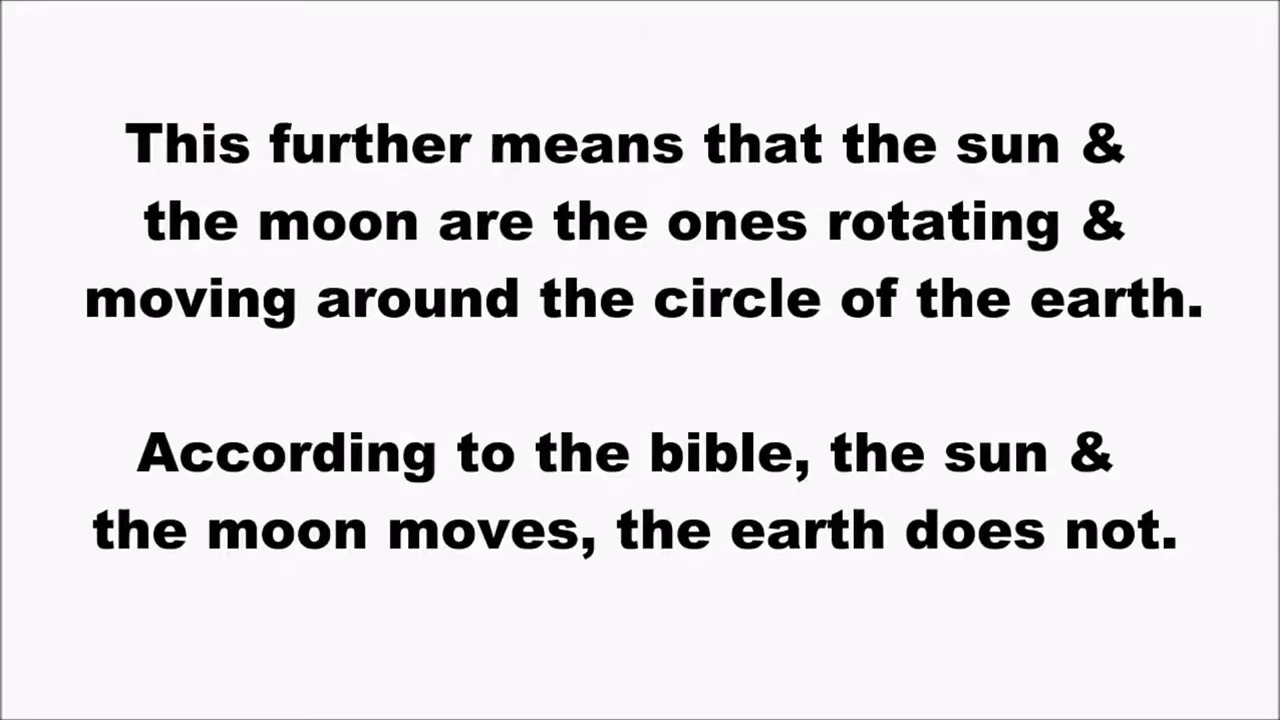 This further means that the sun &
the moon are the ones rotating &
moving around the circle of the earth.
According to the bible, the sun &
the moon moves, the earth does not.